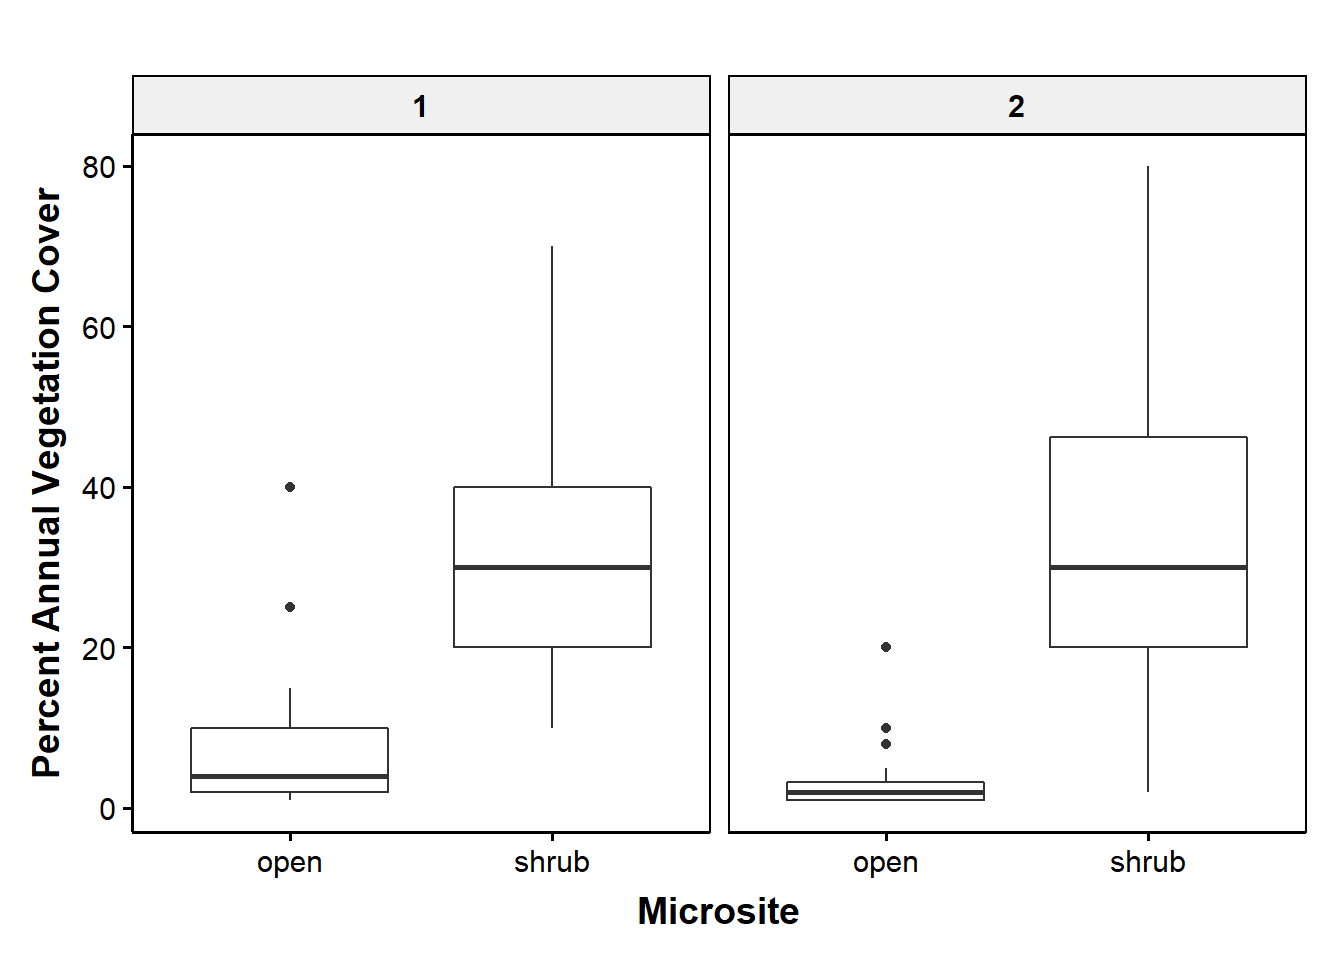 1
2
Percent Annual Vegetation Cover
80
60
40
20
0
open
shrub
open
shrub
Microsite